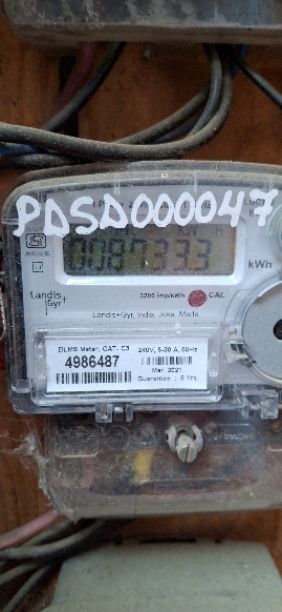 PDSD000047
0087333
kWh
Landis
Gyr+
3200 imp/kWh CAL
Landis+Gyr, India, Joka, Made
DLMS Meter, CAT- C3
4986487
240V, 5-30 A, 50Hz
Mar, 2021
Guarantee : 5 Yrs.